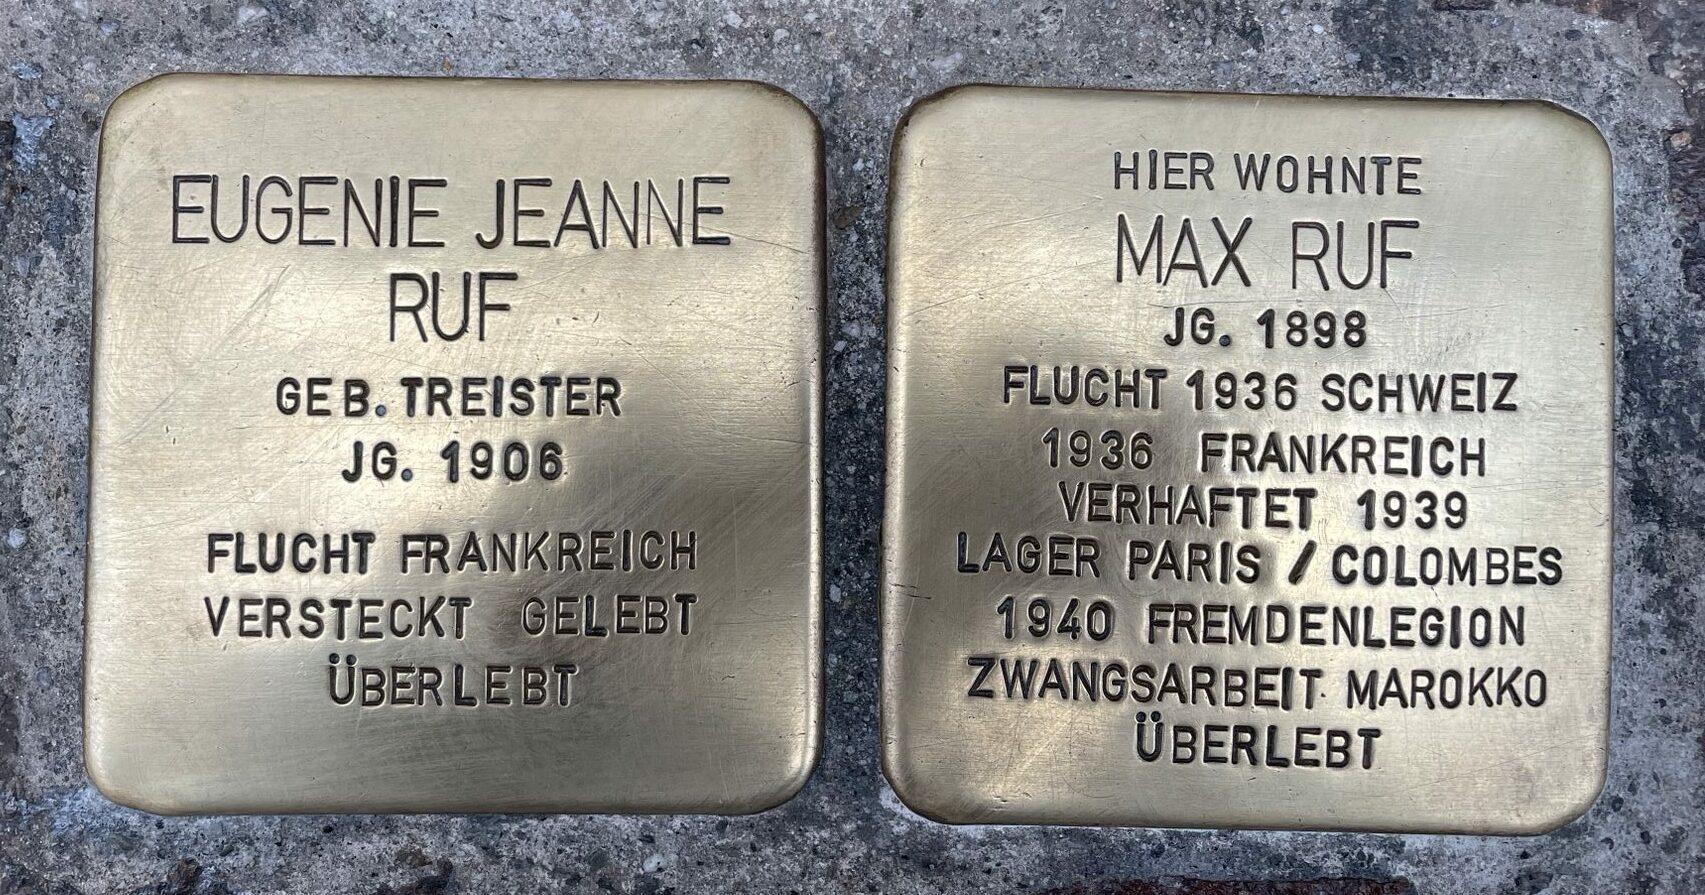 EUGENIE JEANNE
RUF
GEB. TREISTER
JG. 1906
FLUCHT FRANKREICH
VERSTECKT GELEBT
ÜBERLEBT
HIER WOHNTE
MAX RUF
JG. 1898
FLUCHT 1936 SCHWEIZ
1936 FRANKREICH
VERHAFTET 1939
LAGER PARIS / COLOMBES
1940 FREMDENLEGION
ZWANGSARBEIT MAROKKO
ÜBERLEBT